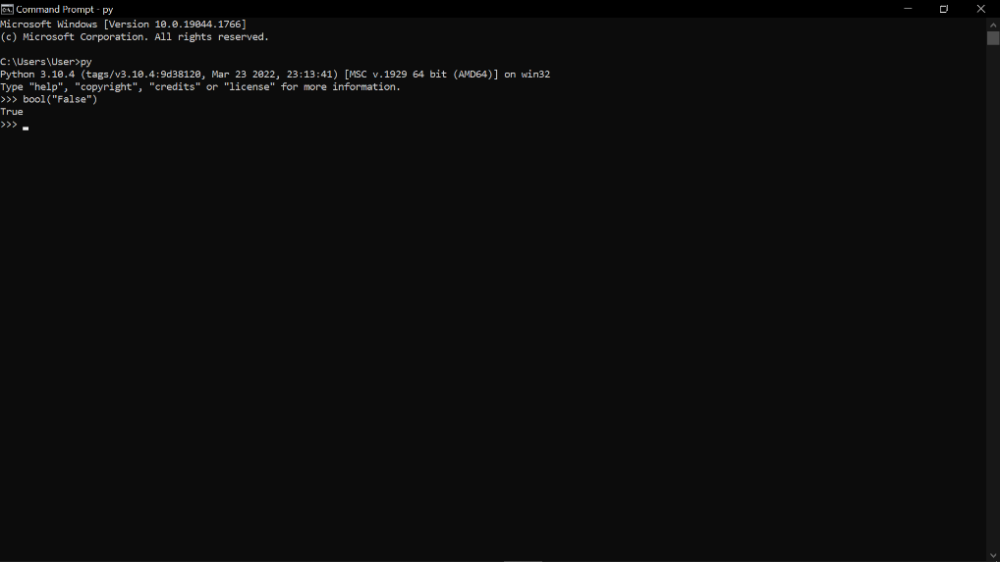 Command Prompt - py
Microsoft Windows [Version 10.0.19044.1766]
(c) Microsoft Corporation. All rights reserved.
C:\Users\User>py
Python 3.10.4 (tags/v3.10.4:9d38120, Mar 23 2022, 23:13:41) [MSC v.1929 64 bit (AMD64)] on win32
Type "help", "copyright", "credits" or "license" for more information.
>>> bool("False")
True
>>> _